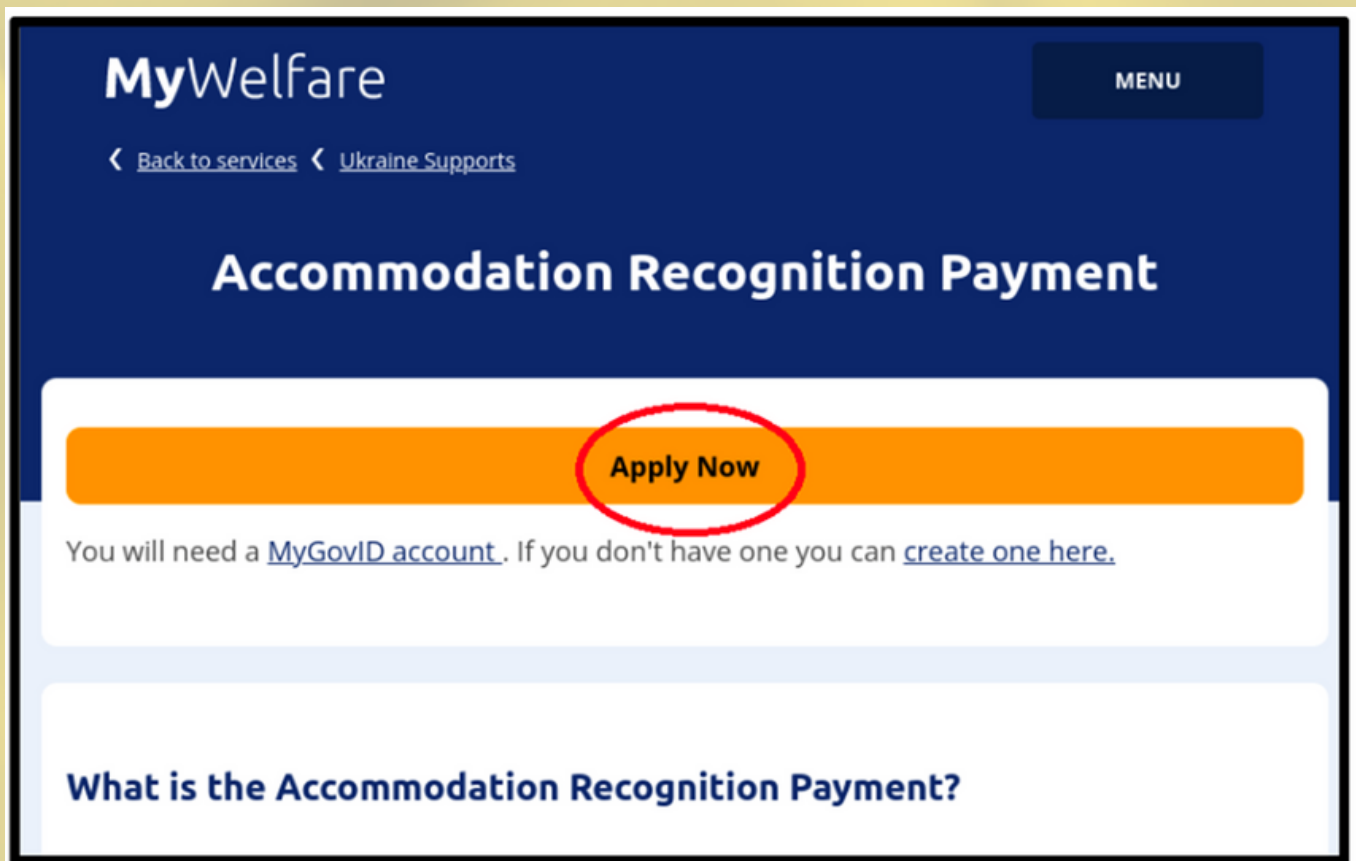 MyWelfare
MENU
Back to services Ukraine Supports
Accommodation Recognition Payment
Apply Now
You will need a MyGovID account . If you don't have one you can create one here.
What is the Accommodation Recognition Payment?